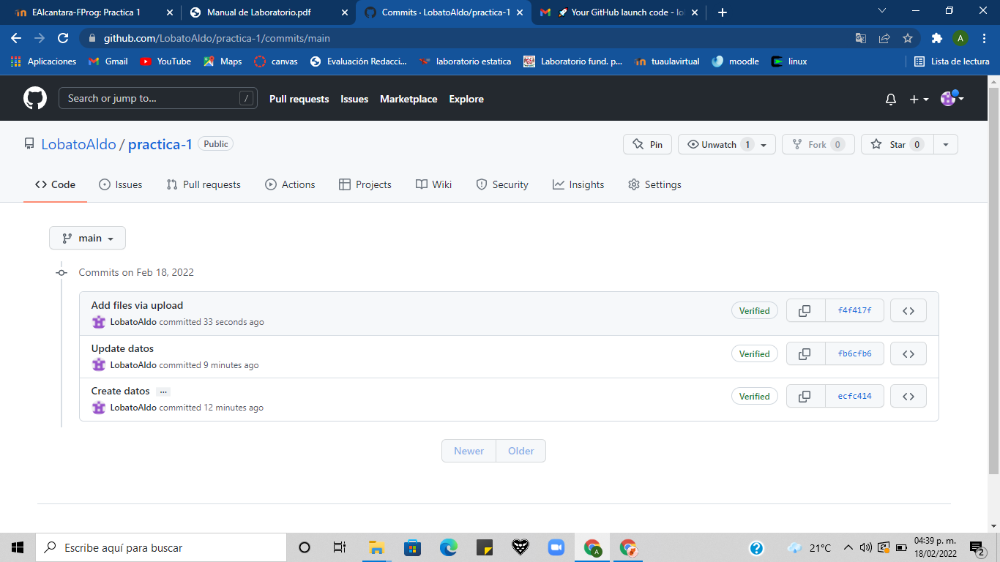 EAlcantara-FProg: Practica 1
Manual de Laboratorio.pdf
Commits · LobatoAldo/practica-1
🚀 Your GitHub launch code - lo
github.com/LobatoAldo/practica-1/commits/main
A
Aplicaciones Gmail YouTube Maps canvas Evaluación Redacci... laboratorio estatica Laboratorio fund. p... tuaulavirtual moodle linux Lista de lectura
Search or jump to... / Pull requests Issues Marketplace Explore
LobatoAldo / practica-1 Public Pin Unwatch 1 Fork 0 Star 0
Code Issues Pull requests Actions Projects Wiki Security Insights Settings
main
Commits on Feb 18, 2022
Add files via upload
LobatoAldo committed 33 seconds ago
Verified f4f417f
Update datos
LobatoAldo committed 9 minutes ago
Verified fb6cfb6
Create datos ...
LobatoAldo committed 12 minutes ago
Verified ecfc414
Newer Older
Escribe aquí para buscar
21°C
04:39 p. m.
18/02/2022
2